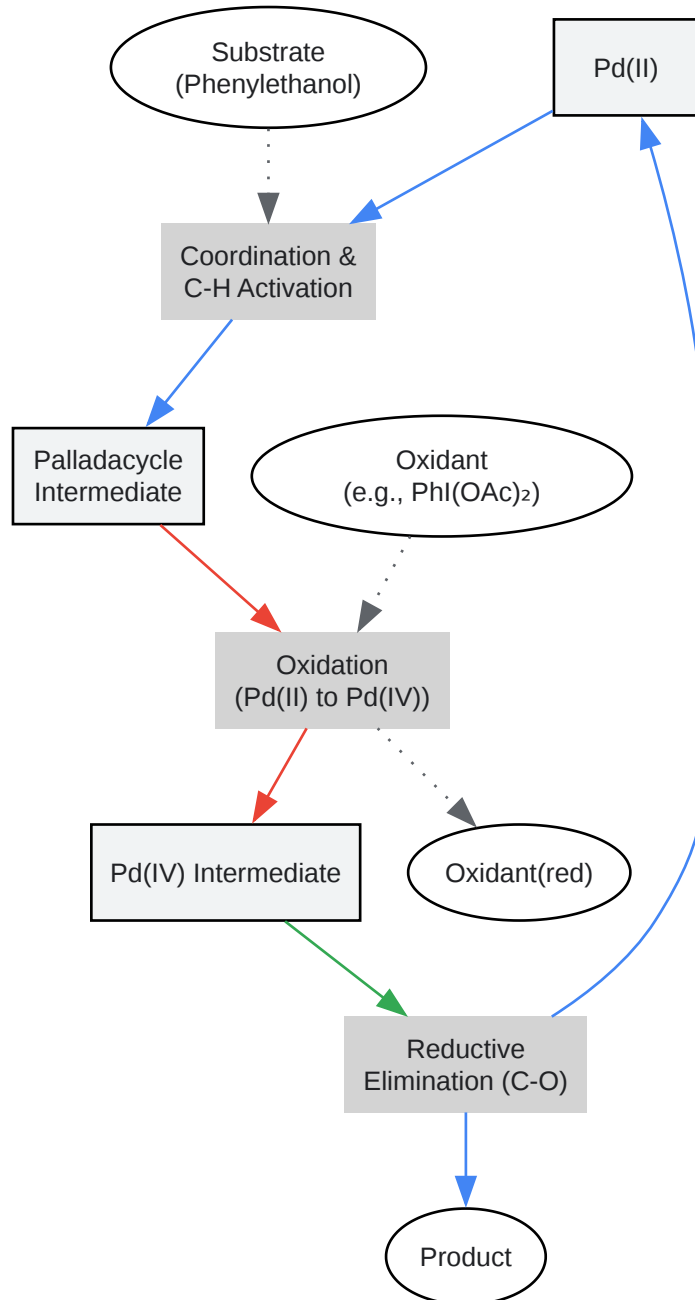 Substrate
(Phenylethanol)
Pd(II)
Coordination &
C-H Activation
Palladacycle
Intermediate
Oxidant
(e.g., PhI(OAc)₂)
Oxidation
(Pd(II) to Pd(IV))
Pd(IV) Intermediate
Oxidant(red)
Reductive
Elimination (C-O)
Product